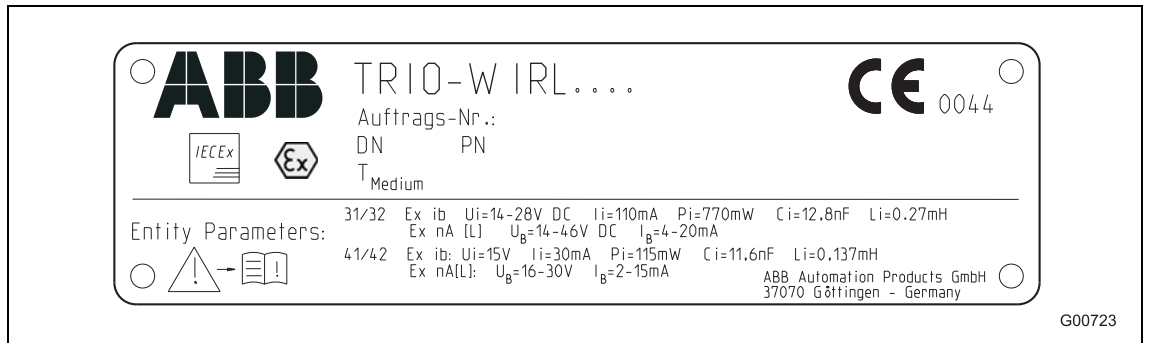 ABB
TRIO-W IRL....
CE 0044
Auftrags-Nr.:
IECEx
Ex
DN PN
T Medium
Entity Parameters:
31/32 Ex ib Ui=14-28V DC Ii=110mA Pi=770mW Ci=12,8nF Li=0.27mH
Ex nA [L] UB=14-46V DC IB=4-20mA
41/42 Ex ib: Ui=15V Ii=30mA Pi=115mW Ci=11,6nF Li=0,137mH
Ex nA[L]: UB=16-30V IB=2-15mA
ABB Automation Products GmbH
37070 Göttingen - Germany
G00723